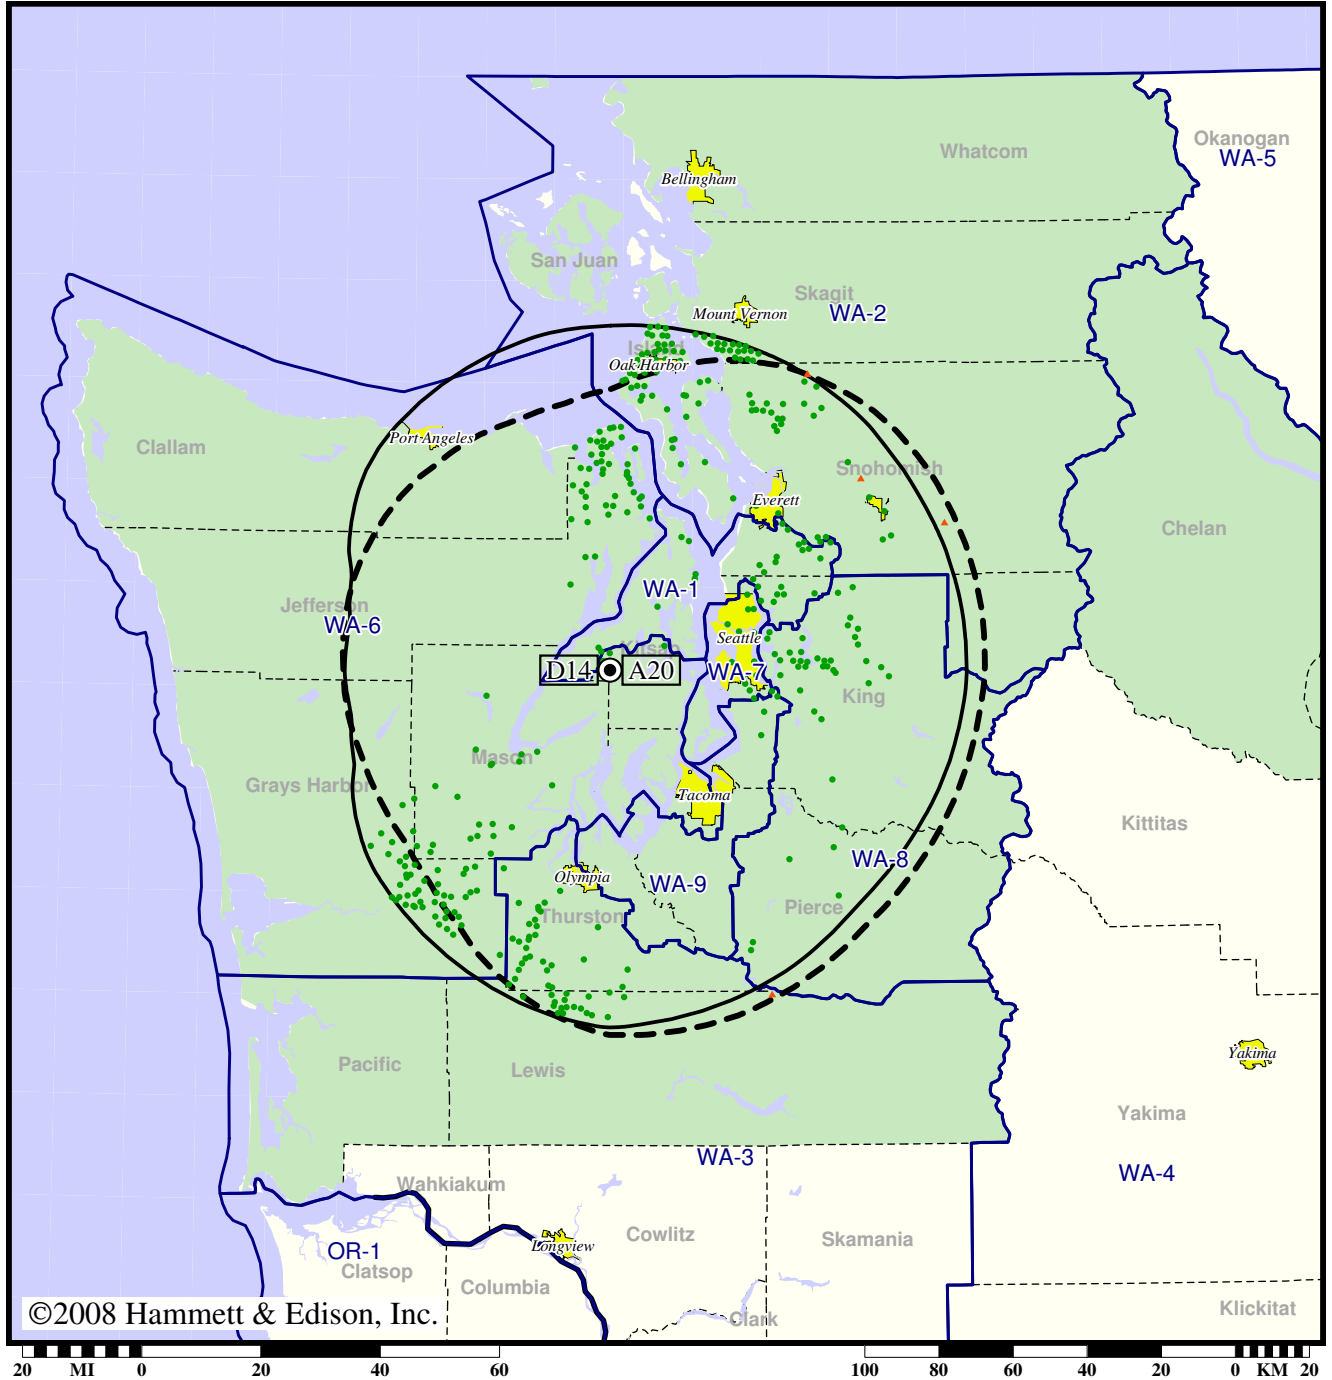 Okanogan
WA-5
Whatcom
Bellingham
San Juan
Skagit
WA-2
Mount Vernon
Island
Oak Harbor
Port Angeles
Clallam
Snohomish
Everett
Chelan
WA-1
Jefferson
WA-6
Seattle
Kitsap
D14
A20
WA-7
King
Mason
Grays Harbor
Tacoma
Kittitas
WA-8
Olympia
WA-9
Pierce
Thurston
Yakima
Pacific
Lewis
Yakima
WA-3
WA-4
Wahkiakum
Cowlitz
Skamania
Longview
OR-1
Clatsop
Columbia
Clark
Klickitat
©2008 Hammett & Edison, Inc.
20 MI 0 20 40 60 100 80 60 40 20 0 KM 20